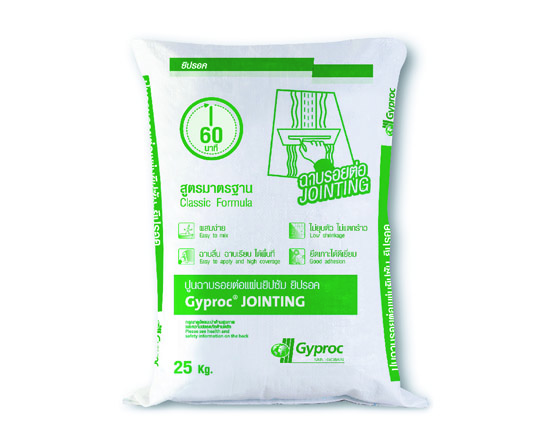 ยิปรอค
60
นาที
ฉาบรอยต่อ
JOINTING
สูตรมาตรฐาน
Classic Formula
ผสมง่าย
Easy to mix
ไม่ยุบตัว ไม่แตกร้าว
Low shrinkage
ฉาบลื่น ฉาบเรียบ ได้พื้นที่
Easy to apply and high coverage
ยึดเกาะได้ดีเยี่ยม
Good adhesion
ปูนฉาบรอยต่อแผ่นยิปซัม ยิปรอค
Gyproc® JOINTING
Please see health and
safety information on the back
Gyproc
SAINT-GOBAIN
25 Kg.
Gyproc